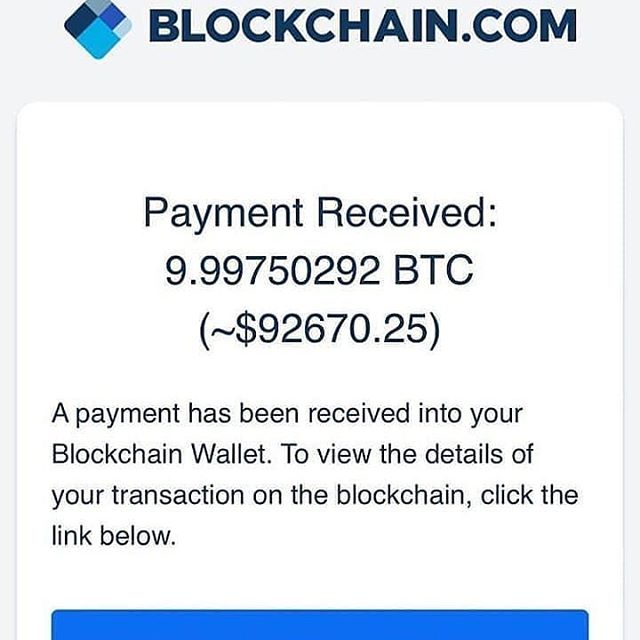 BLOCKCHAIN.COM
Payment Received:
9.99750292 BTC
(~$92670.25)
A payment has been received into your
Blockchain Wallet. To view the details of
your transaction on the blockchain, click the
link below.